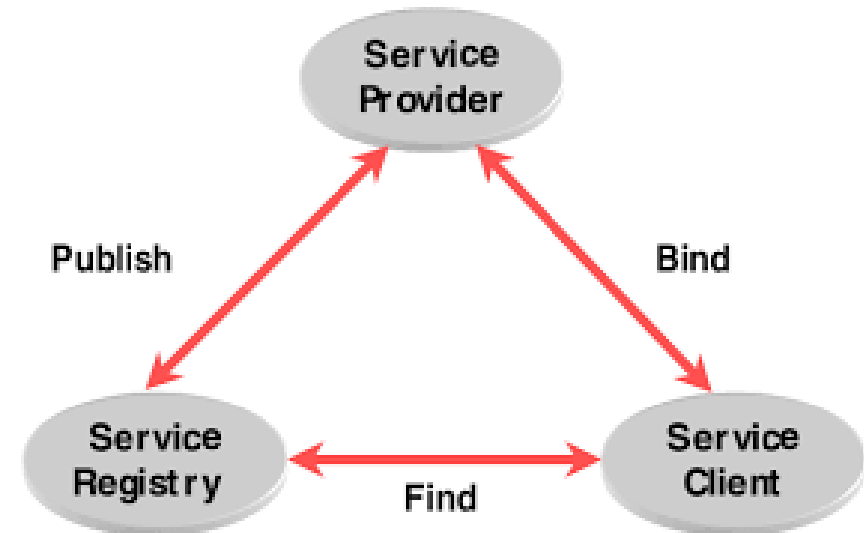 Service
Provider
Publish
Bind
Service
Registry
Service
Client
Find